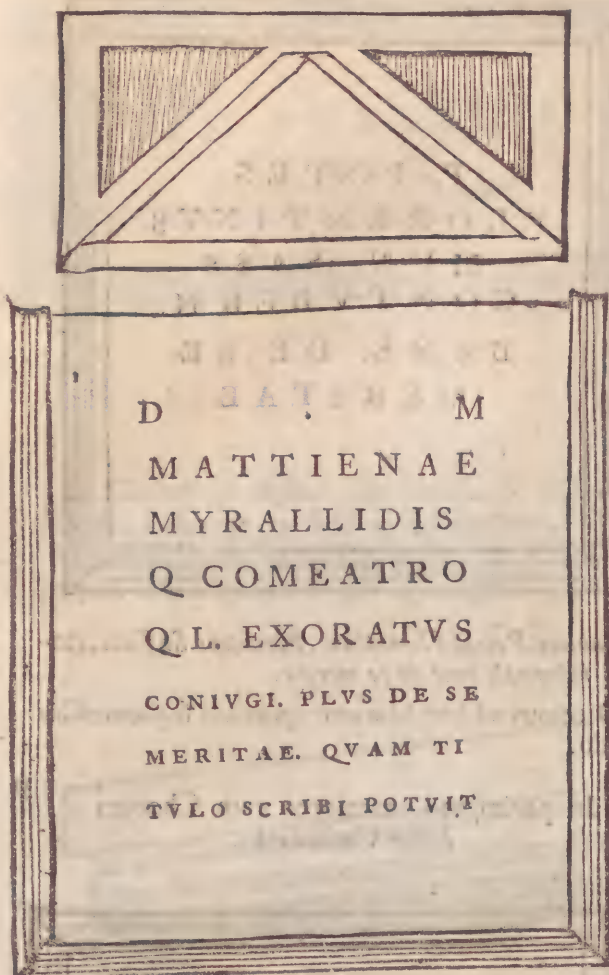 D . M
MATTIENAE
MYRALLIDIS
Q COMEATRO
Q L. EXORATVS
CONIVGI. PLVS DE SE
MERITAE. QVAM TI
TVLO SCRIBI POTVIT